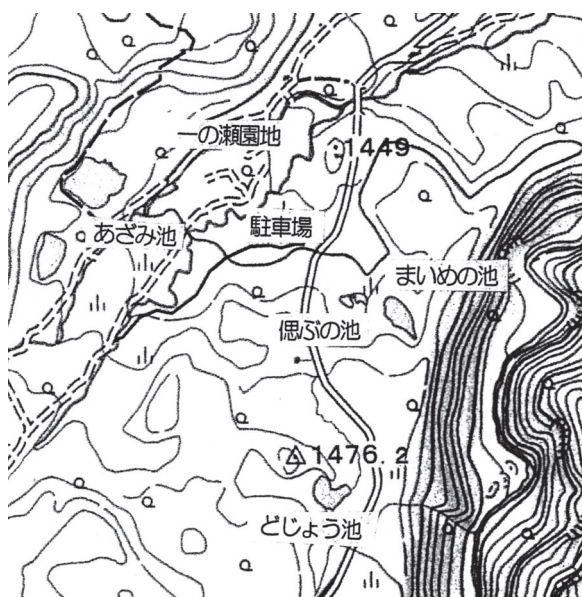 一の瀬園地
1449
あざみ池
駐車場
まいめの池
偲ぶの池
1476.2
どじょう池